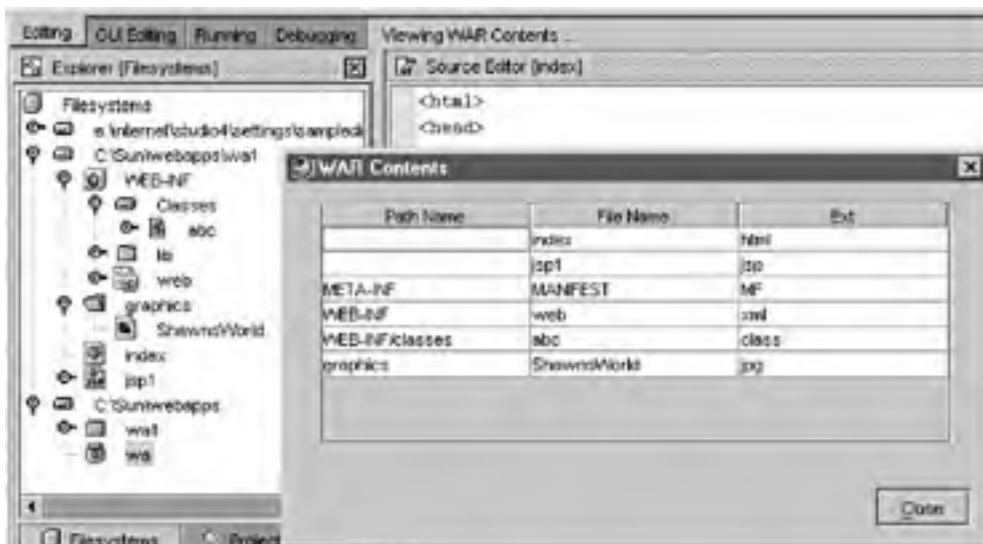 Editing GUI Editing Running Debugging Viewing WAR Contents ...
Explorer [Filesystems]
Source Editor [index]
Filesystems
<html>
<head>
C:\Sun\webapps\wa1
WEB-INF
Classes
abc
lib
web
graphics
ShawnsWorld
index
jsp1
C:\Sun\webapps
wa1
wa
WAR Contents
Path Name File Name Ext
index html
jsp1 jsp
META-INF MANIFEST MF
WEB-INF web xml
WEB-INF/classes abc class
graphics ShawnsWorld jpg
Close
Filesystems Project